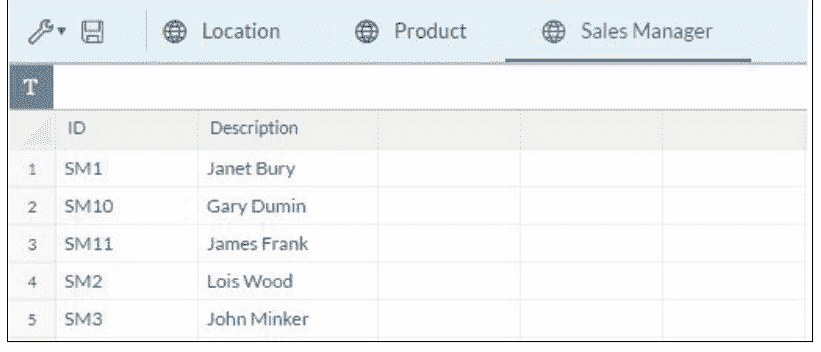 Location Product Sales Manager
T
ID Description
1 SM1 Janet Bury
2 SM10 Gary Dumin
3 SM11 James Frank
4 SM2 Lois Wood
5 SM3 John Minker